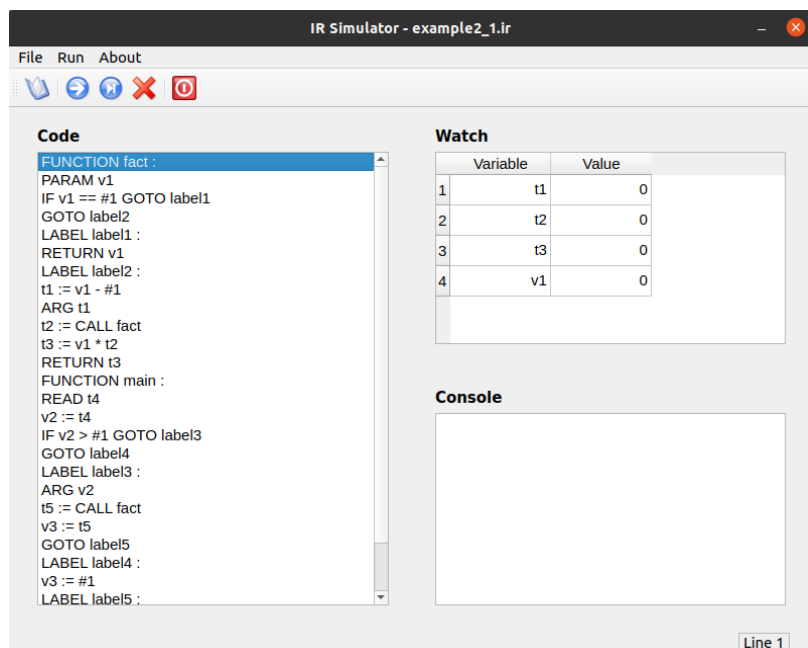 IR Simulator - example2_1.ir
File Run About
Code
FUNCTION fact :
PARAM v1
IF v1 == #1 GOTO label1
GOTO label2
LABEL label1 :
RETURN v1
LABEL label2 :
t1 := v1 - #1
ARG t1
t2 := CALL fact
t3 := v1 * t2
RETURN t3
FUNCTION main :
READ t4
v2 := t4
IF v2 > #1 GOTO label3
GOTO label4
LABEL label3 :
ARG v2
t5 := CALL fact
v3 := t5
GOTO label5
LABEL label4 :
v3 := #1
LABEL label5 :
Watch
Variable Value
1 t1 0
2 t2 0
3 t3 0
4 v1 0
Console
Line 1